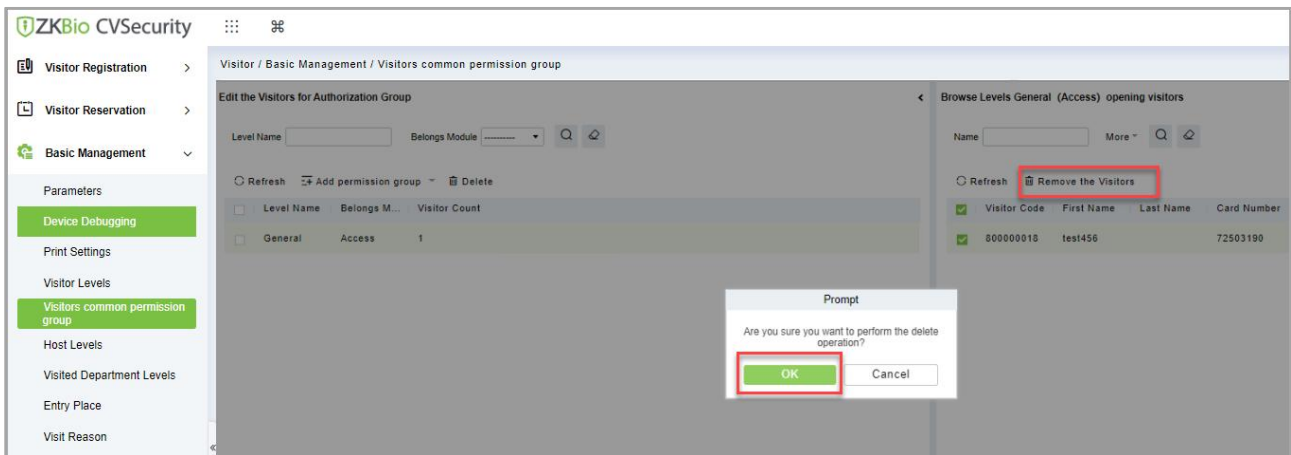 ZKBio CVSecurity
Visitor Registration
Visitor Reservation
Basic Management
Parameters
Device Debugging
Print Settings
Visitor Levels
Visitors common permission
group
Host Levels
Visited Department Levels
Entry Place
Visit Reason
Visitor / Basic Management / Visitors common permission group
Edit the Visitors for Authorization Group
Level Name Belongs Module ----------
Refresh Add permission group Delete
Level Name Belongs M... Visitor Count
General Access 1
Browse Levels General (Access) opening visitors
Name More
Refresh Remove the Visitors
Visitor Code First Name Last Name Card Number
800000018 test456 72503190
Prompt
Are you sure you want to perform the delete
operation?
OK Cancel